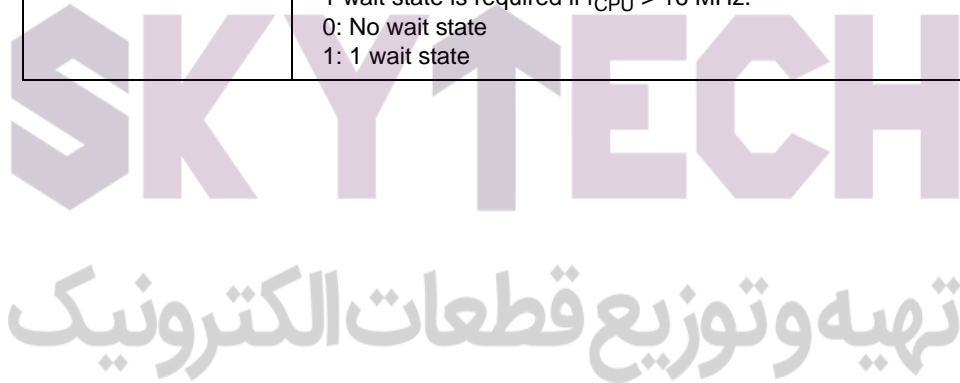 1 wait state is required if fCPU > 16 MHz.
0: No wait state
1: 1 wait state
SKYTECH
تهیه و توزیع قطعات الکترونیک